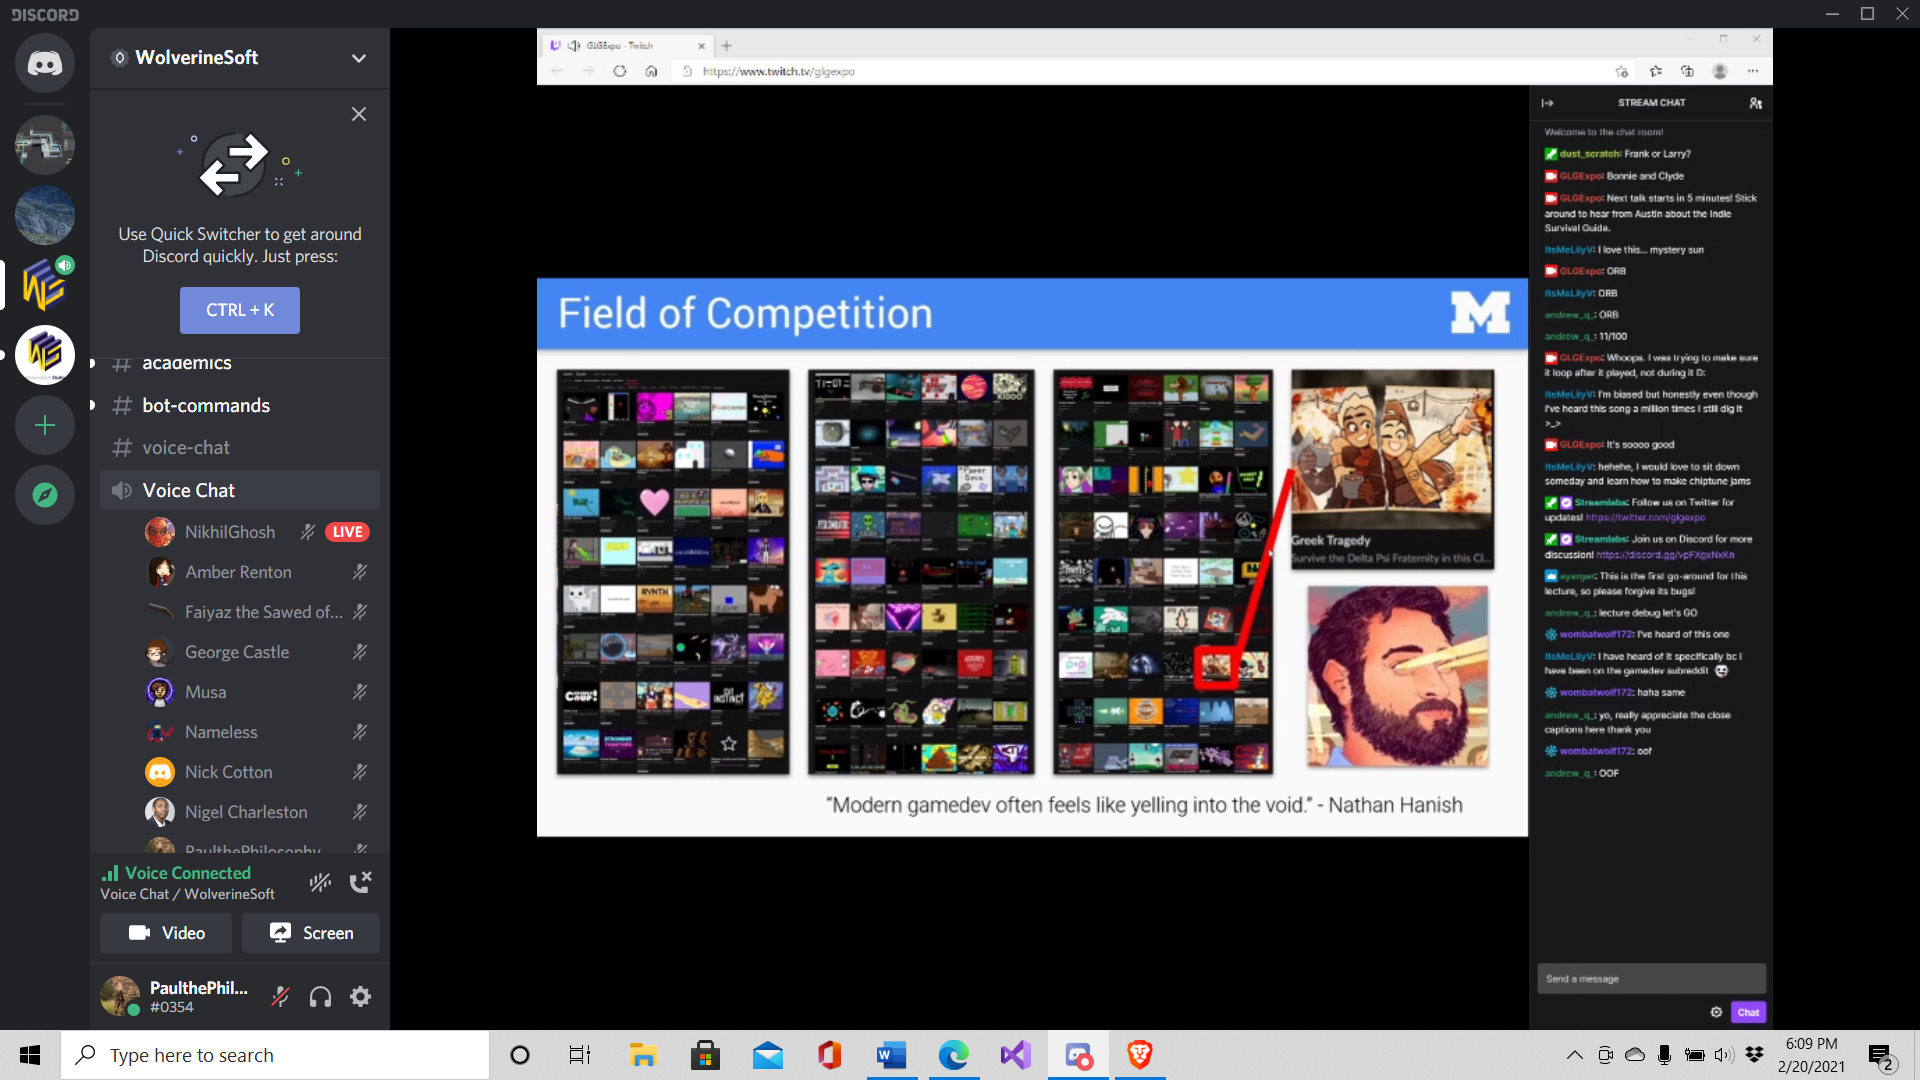 DISCORD
WolverineSoft
Use Quick Switcher to get around
Discord quickly. Just press:
CTRL + K
academics
bot-commands
voice-chat
Voice Chat
NikhilGhosh
LIVE
Amber Renton
Faiyaz the Sawed of...
George Castle
Musa
Nameless
Nick Cotton
Nigel Charleston
PaulthePhilosophy
Voice Connected
Voice Chat / WolverineSoft
Video
Screen
PaulthePhil...
#0354
GLGExpo - Twitch
https://www.twitch.tv/glgexpo
Field of Competition
M
Greek Tragedy
Survive the Delta Psi Fraternity in this Cl...
"Modern gamedev often feels like yelling into the void." - Nathan Hanish
STREAM CHAT
Welcome to the chat room!
dust_scratch: Frank or Larry?
GLGExpo: Bonnie and Clyde
GLGExpo: Next talk starts in 5 minutes! Stick
around to hear from Austin about the Indie
Survival Guide.
ItsMeLilyV: I love this... mystery sun
GLGExpo: ORB
ItsMeLilyV: ORB
andrew_q_: ORB
andrew_q_: 11/100
GLGExpo: Whoops. I was trying to make sure
it loop after it played, not during it D:
ItsMeLilyV: I'm biased but honestly even though
I've heard this song a million times I still dig it
>_>
GLGExpo: It's soooo good
ItsMeLilyV: hehehe, I would love to sit down
someday and learn how to make chiptune jams
Streamlabs: Follow us on Twitter for
updates! https://twitter.com/glgexpo
Streamlabs: Join us on Discord for more
discussion! https://discord.gg/vpFXgxNxKn
ayarger: This is the first go-around for this
lecture, so please forgive its bugs!
andrew_q_: lecture debug let's GO
wombatwolf172: I've heard of this one
ItsMeLilyV: I have heard of it specifically bc I
have been on the gamedev subreddit
wombatwolf172: haha same
andrew_q_: yo, really appreciate the close
captions here thank you
wombatwolf172: oof
andrew_q_: OOF
Send a message
Chat
Type here to search
6:09 PM
2/20/2021
2